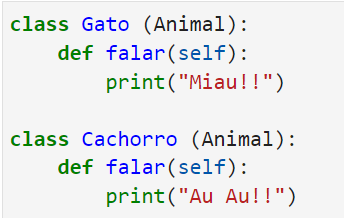 class Gato (Animal):
    def falar(self):
        print("Miau!!")

class Cachorro (Animal):
    def falar(self):
        print("Au Au!!")